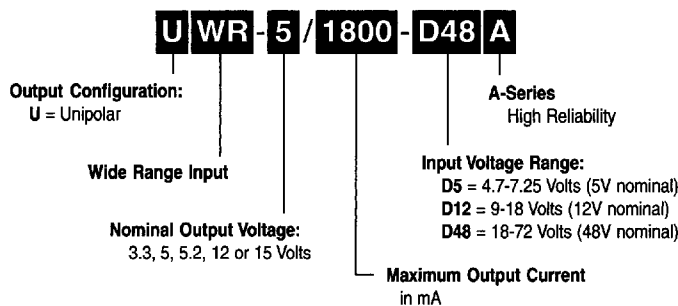 U WR - 5 / 1800 - D48 A
Output Configuration:
U = Unipolar
A-Series
High Reliability
Wide Range Input
Input Voltage Range:
D5 = 4.7-7.25 Volts (5V nominal)
D12 = 9-18 Volts (12V nominal)
D48 = 18-72 Volts (48V nominal)
Nominal Output Voltage:
3.3, 5, 5.2, 12 or 15 Volts
Maximum Output Current
in mA